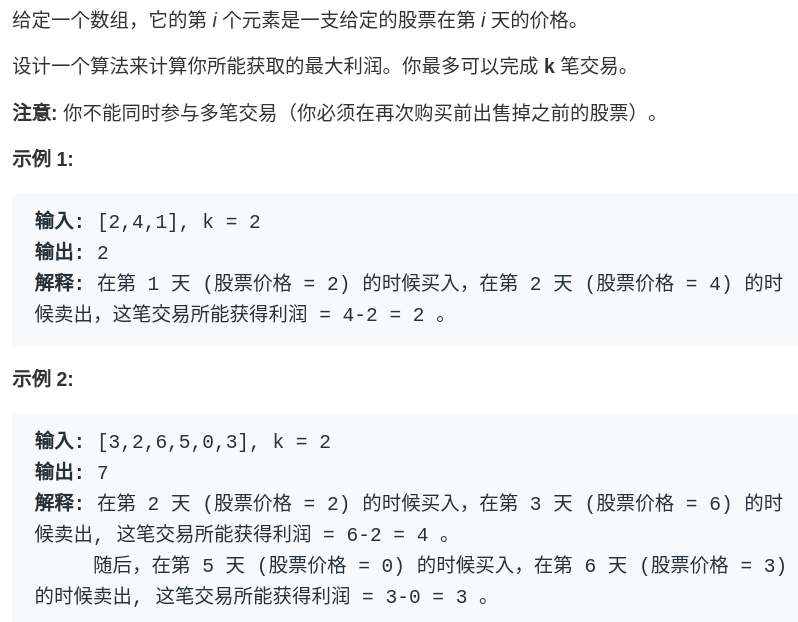 给定一个数组，它的第 i 个元素是一支给定的股票在第 i 天的价格。
设计一个算法来计算你所能获取的最大利润。你最多可以完成 k 笔交易。
注意: 你不能同时参与多笔交易（你必须在再次购买前出售掉之前的股票）。
示例 1:
输入: [2,4,1], k = 2
输出: 2
解释: 在第 1 天 (股票价格 = 2) 的时候买入，在第 2 天 (股票价格 = 4) 的时
候卖出，这笔交易所能获得利润 = 4-2 = 2 。
示例 2:
输入: [3,2,6,5,0,3], k = 2
输出: 7
解释: 在第 2 天 (股票价格 = 2) 的时候买入，在第 3 天 (股票价格 = 6) 的时
候卖出, 这笔交易所能获得利润 = 6-2 = 4 。
随后，在第 5 天 (股票价格 = 0) 的时候买入，在第 6 天 (股票价格 = 3)
的时候卖出, 这笔交易所能获得利润 = 3-0 = 3 。